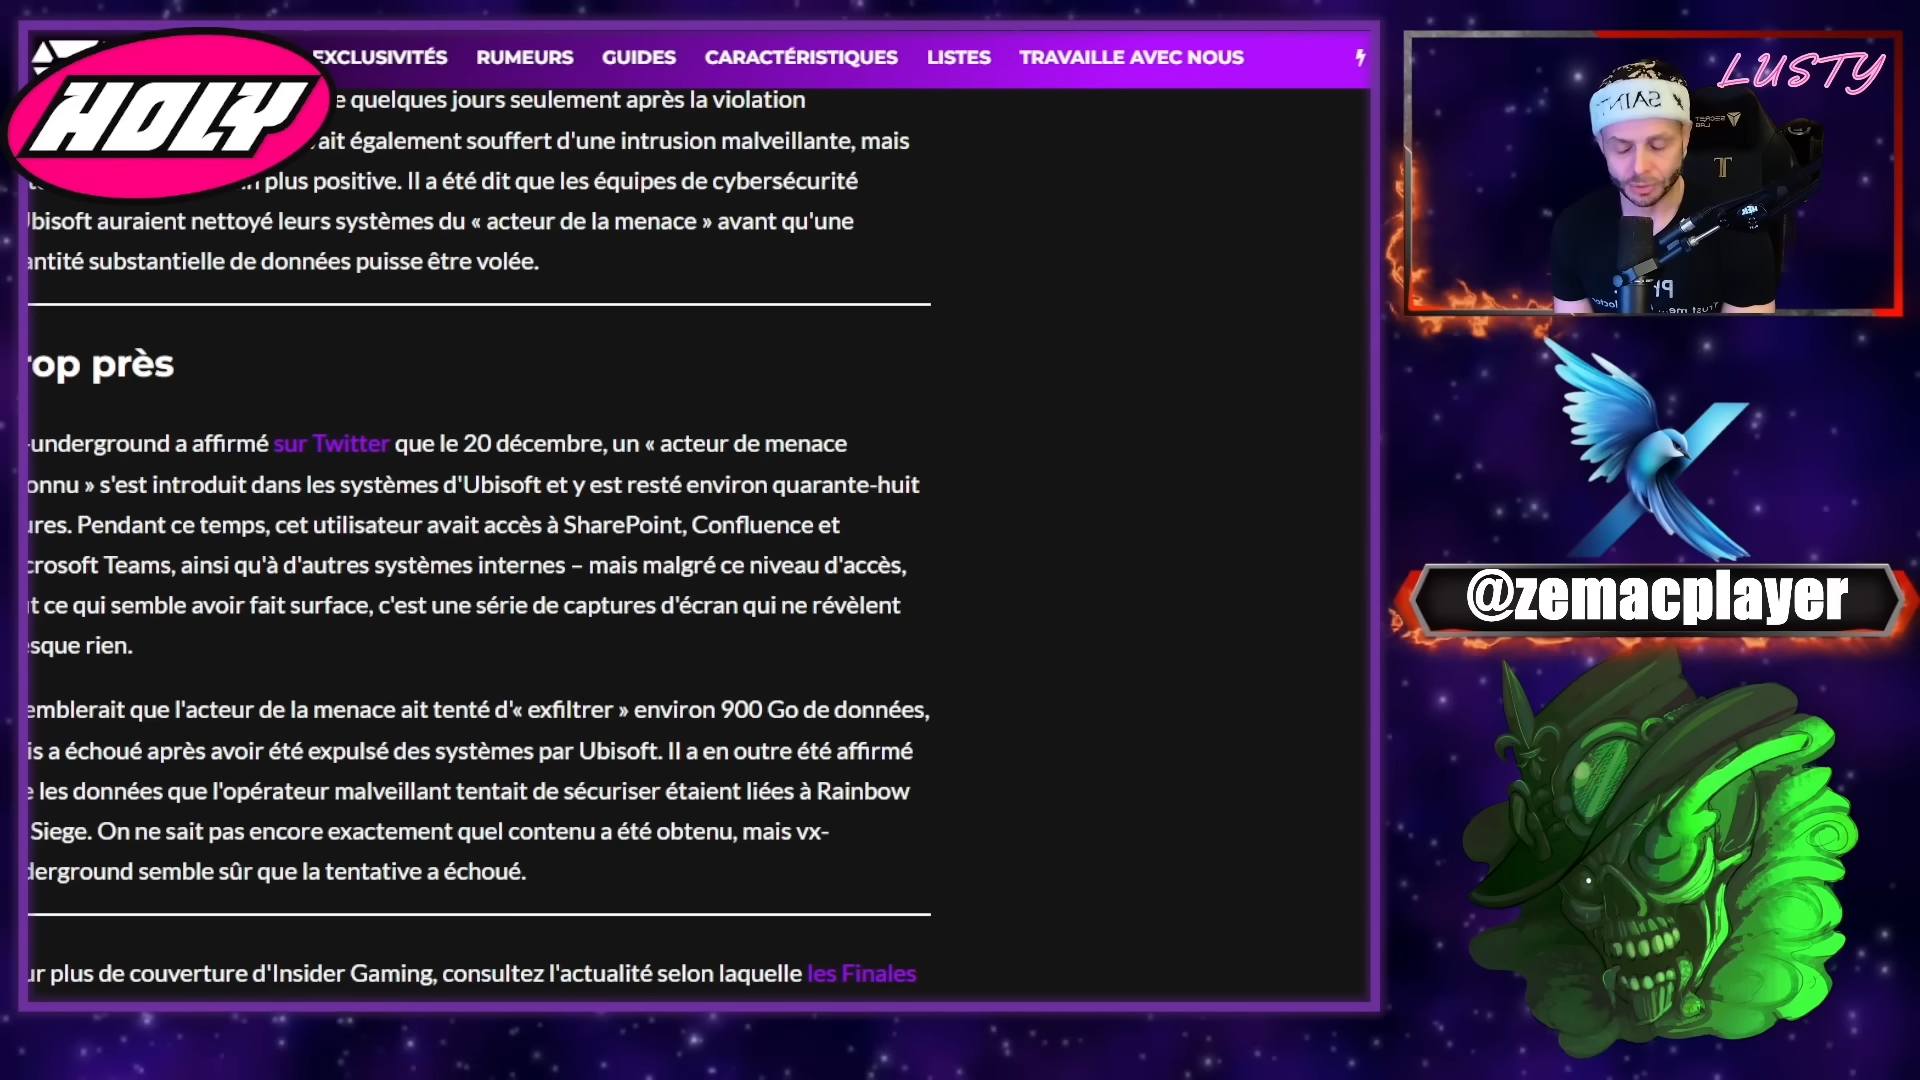 HOLY
EXCLUSIVITÉS RUMEURS GUIDES CARACTÉRISTIQUES LISTES TRAVAILLE AVEC NOUS
quelques jours seulement après la violation
ait également souffert d'une intrusion malveillante, mais
plus positive. Il a été dit que les équipes de cybersécurité
Ubisoft auraient nettoyé leurs systèmes du « acteur de la menace » avant qu'une
antité substantielle de données puisse être volée.
rop près
-underground a affirmé sur Twitter que le 20 décembre, un « acteur de menace
onnu » s'est introduit dans les systèmes d'Ubisoft et y est resté environ quarante-huit
ures. Pendant ce temps, cet utilisateur avait accès à SharePoint, Confluence et
crosoft Teams, ainsi qu'à d'autres systèmes internes – mais malgré ce niveau d'accès,
t ce qui semble avoir fait surface, c'est une série de captures d'écran qui ne révèlent
esque rien.
emblerait que l'acteur de la menace ait tenté d'« exfiltrer » environ 900 Go de données,
is a échoué après avoir été expulsé des systèmes par Ubisoft. Il a en outre été affirmé
e les données que l'opérateur malveillant tentait de sécuriser étaient liées à Rainbow
Siege. On ne sait pas encore exactement quel contenu a été obtenu, mais vx-
derground semble sûr que la tentative a échoué.
ur plus de couverture d'Insider Gaming, consultez l'actualité selon laquelle les Finales
LUSTY
SAINT
SECRET
LAB
@zemacplayer